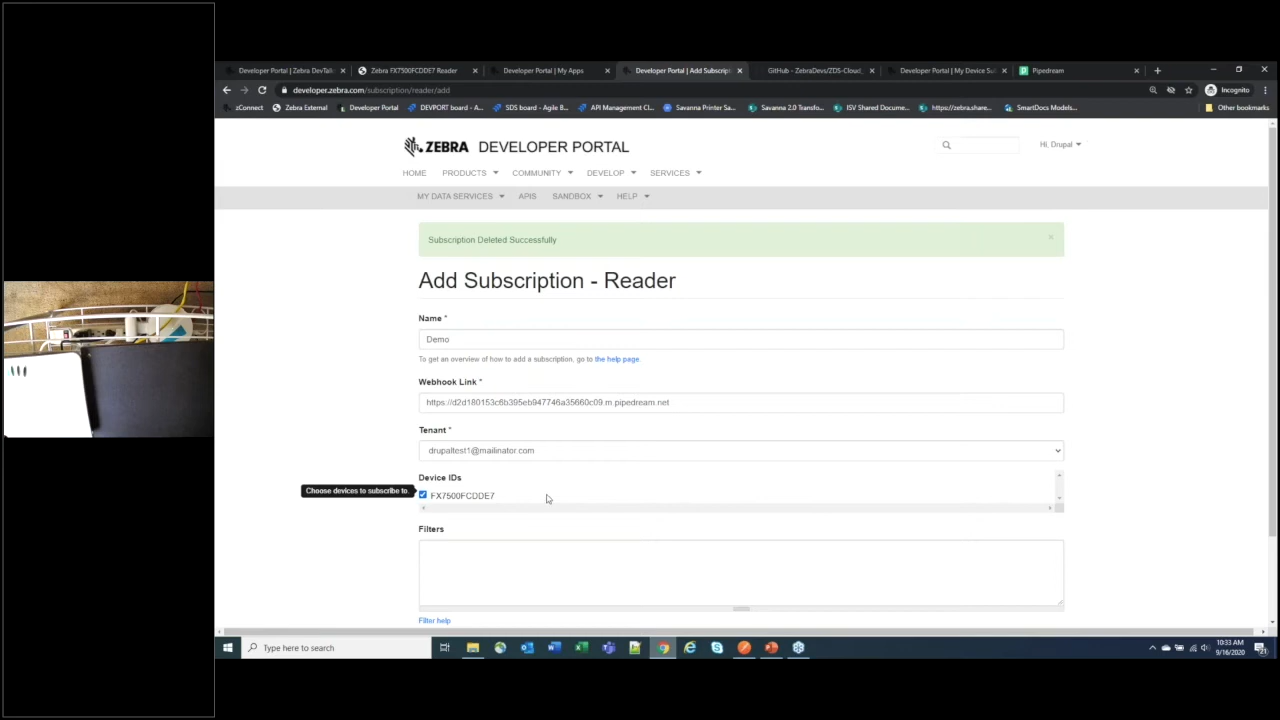 Developer Portal | Zebra DevTalk
Zebra FX7500FCDDE7 Reader
Developer Portal | My Apps
Developer Portal | Add Subscrip
GitHub - ZebraDevs/ZDS-Cloud_
Developer Portal | My Device Su
Pipedream
developer.zebra.com/subscription/reader/add
Incognito
zConnect
Zebra External
Developer Portal
DEVPORT board - A...
SDS board - Agile B...
API Management Cl...
Savanna Printer Sa...
Savanna 2.0 Transfo...
ISV Shared Docume...
https://zebra.share...
SmartDocs Models...
Other bookmarks
ZEBRA DEVELOPER PORTAL
Hi, Drupal
HOME PRODUCTS COMMUNITY DEVELOP SERVICES
MY DATA SERVICES APIS SANDBOX HELP
Subscription Deleted Successfully
×
Add Subscription - Reader
Name *
Demo
To get an overview of how to add a subscription, go to the help page.
Webhook Link *
https://d2d180153c6b395eb947746a35660c09.m.pipedream.net
Tenant *
drupaltest1@mailinator.com
Device IDs
Choose devices to subscribe to.
FX7500FCDDE7
Filters
Filter help
Type here to search
10:33 AM
9/16/2020